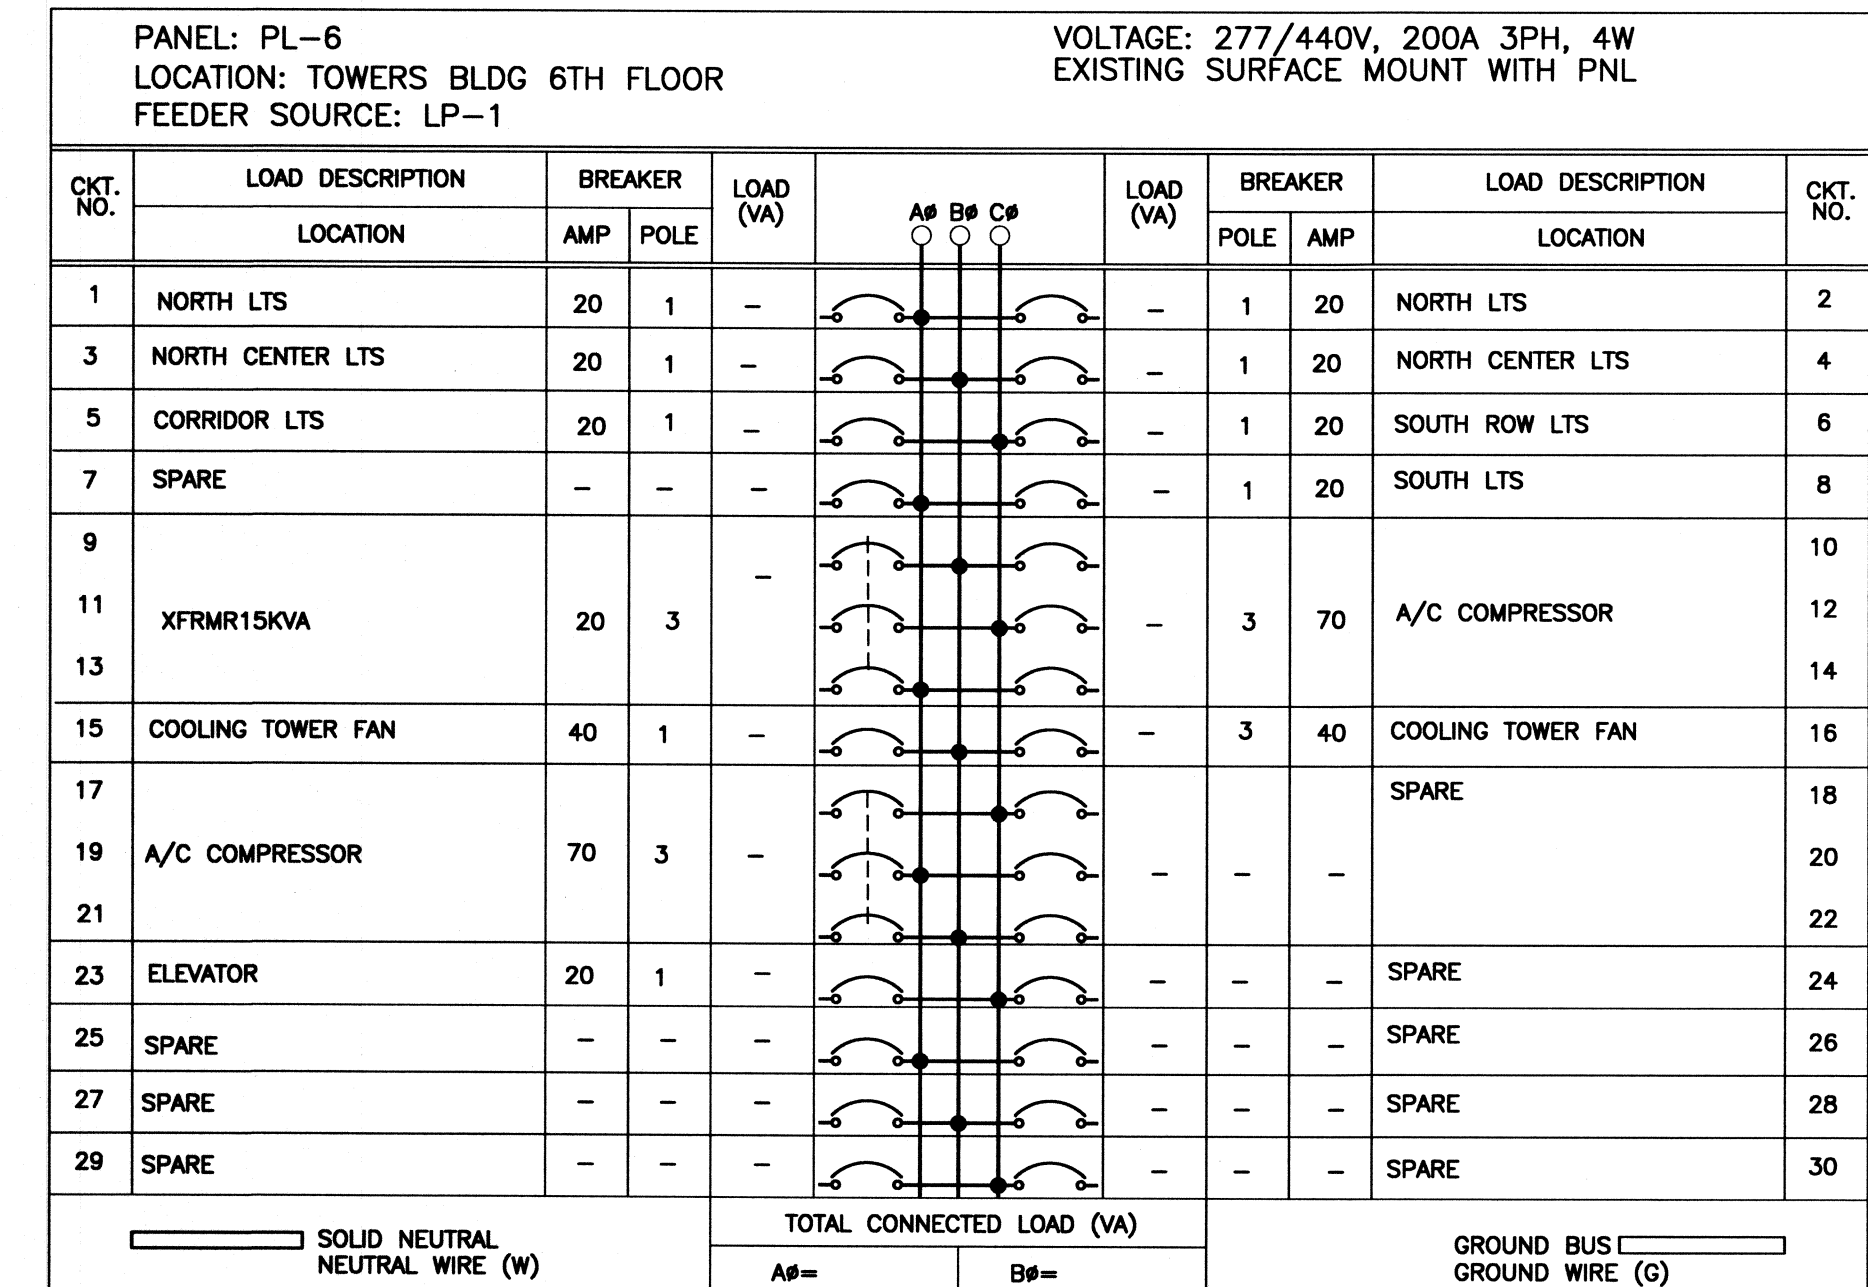 PANEL: PL-6
LOCATION: TOWERS BLDG 6TH FLOOR
FEEDER SOURCE: LP-1
VOLTAGE: 277/440V, 200A 3PH, 4W
EXISTING SURFACE MOUNT WITH PNL
CKT. NO. LOAD DESCRIPTION BREAKER LOAD (VA) AØ BØ CØ LOAD (VA) BREAKER LOAD DESCRIPTION CKT. NO.
LOCATION AMP POLE POLE AMP LOCATION
1 NORTH LTS 20 1 - - 1 20 NORTH LTS 2
3 NORTH CENTER LTS 20 1 - - 1 20 NORTH CENTER LTS 4
5 CORRIDOR LTS 20 1 - - 1 20 SOUTH ROW LTS 6
7 SPARE - - - - 1 20 SOUTH LTS 8
9 - 10
11 XFRMR15KVA 20 3 - 3 70 A/C COMPRESSOR 12
13 14
15 COOLING TOWER FAN 40 1 - - 3 40 COOLING TOWER FAN 16
17 SPARE 18
19 A/C COMPRESSOR 70 3 - - - - 20
21 22
23 ELEVATOR 20 1 - - - - SPARE 24
25 SPARE - - - - - - SPARE 26
27 SPARE - - - - - - SPARE 28
29 SPARE - - - - - - SPARE 30
SOLID NEUTRAL
NEUTRAL WIRE (W)
TOTAL CONNECTED LOAD (VA)
AØ= BØ=
GROUND BUS
GROUND WIRE (G)